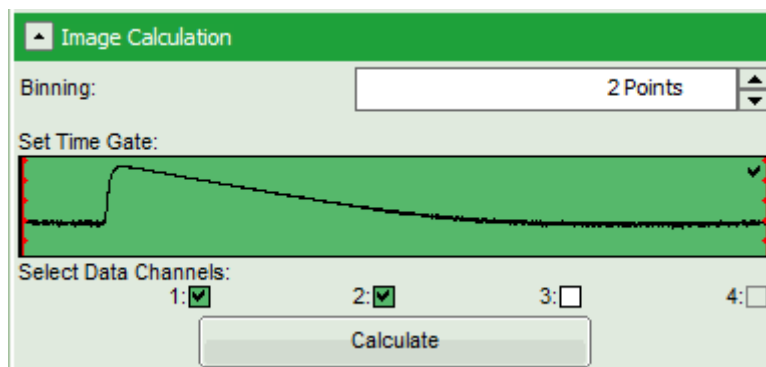 Image Calculation
Binning: 2 Points
Set Time Gate:
Select Data Channels:
1: 2: 3: 4:
Calculate